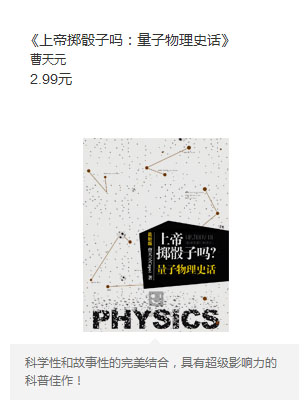 《上帝掷骰子吗：量子物理史话》
曹天元
2.99元
上帝
掷骰子吗?
量子物理史话
PHYSICS
科学性和故事性的完美结合，具有超级影响力的
科普佳作！